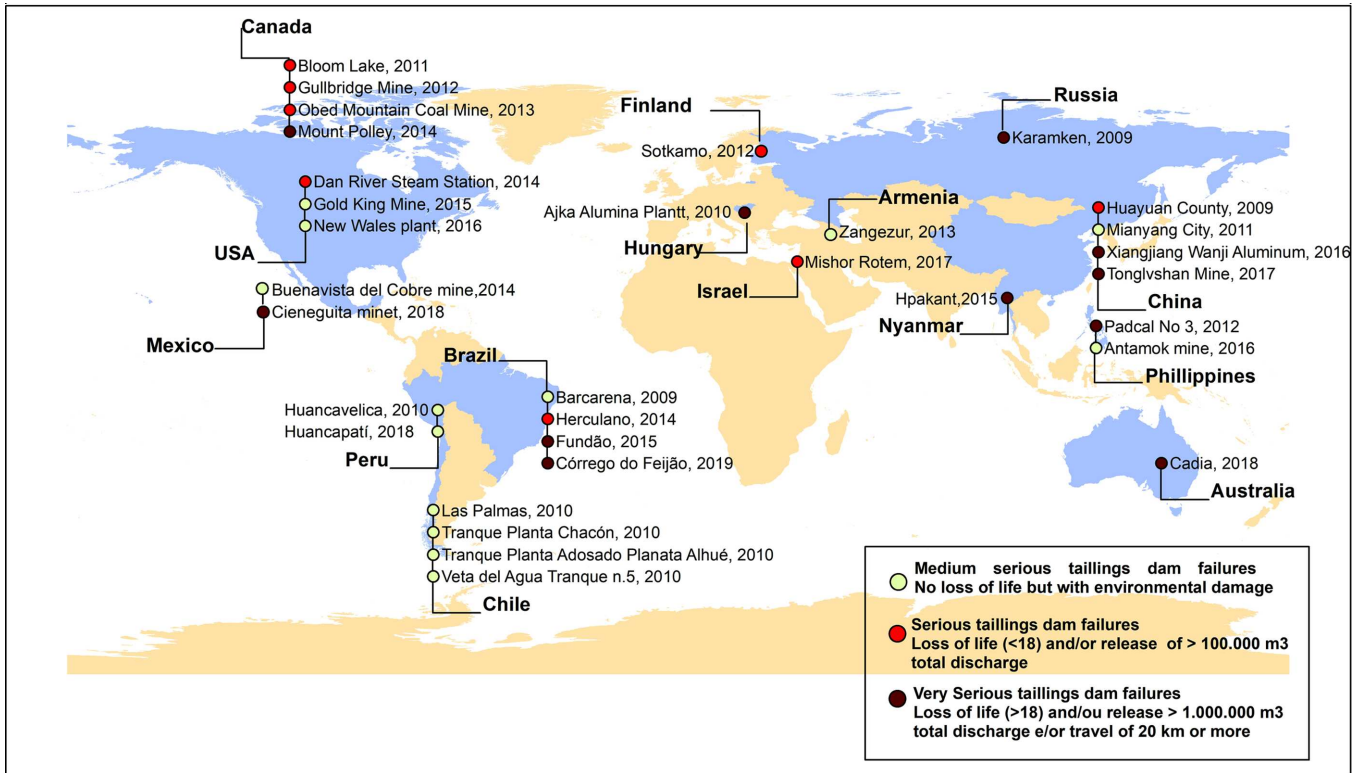 Canada
Bloom Lake, 2011
Gullbridge Mine, 2012
Obed Mountain Coal Mine, 2013
Mount Polley, 2014
Dan River Steam Station, 2014
Gold King Mine, 2015
New Wales plant, 2016
USA
Buenavista del Cobre mine,2014
Cieneguita minet, 2018
Mexico
Brazil
Barcarena, 2009
Herculano, 2014
Fundão, 2015
Córrego do Feijão, 2019
Huancavelica, 2010
Huancapatí, 2018
Peru
Las Palmas, 2010
Tranque Planta Chacón, 2010
Tranque Planta Adosado Planata Alhué, 2010
Veta del Agua Tranque n.5, 2010
Chile
Finland
Sotkamo, 2012
Ajka Alumina Plantt, 2010
Hungary
Armenia
Zangezur, 2013
Mishor Rotem, 2017
Israel
Russia
Karamken, 2009
Huayuan County, 2009
Mianyang City, 2011
Xiangjiang Wanji Aluminum, 2016
Tonglvshan Mine, 2017
China
Hpakant,2015
Nyanmar
Padcal No 3, 2012
Antamok mine, 2016
Phillippines
Cadia, 2018
Australia
Medium serious taillings dam failures
No loss of life but with environmental damage
Serious taillings dam failures
Loss of life (<18) and/or release of > 100.000 m3
total discharge
Very Serious taillings dam failures
Loss of life (>18) and/ou release > 1.000.000 m3
total discharge e/or travel of 20 km or more